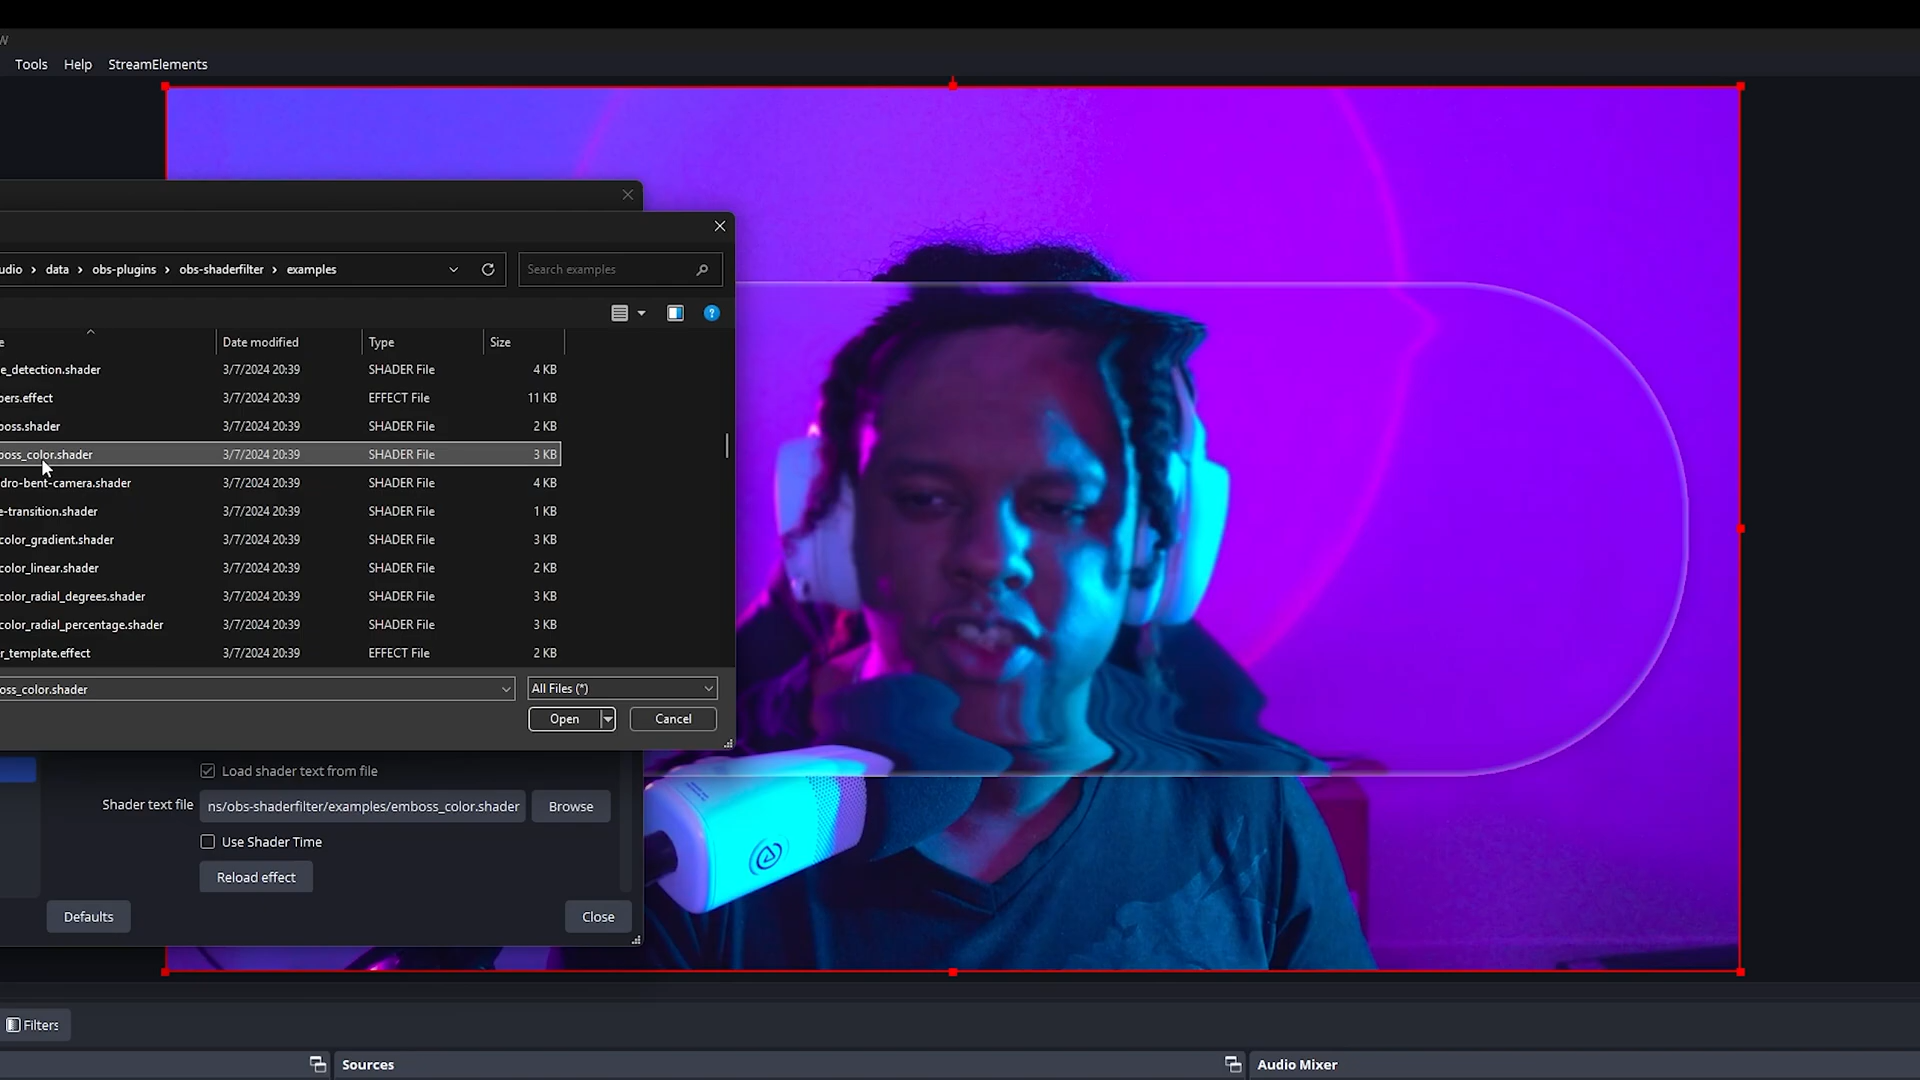 W
Tools Help StreamElements
udio > data > obs-plugins > obs-shaderfilter > examples
Search examples
e Date modified Type Size
e_detection.shader 3/7/2024 20:39 SHADER File 4 KB
bers.effect 3/7/2024 20:39 EFFECT File 11 KB
boss.shader 3/7/2024 20:39 SHADER File 2 KB
boss_color.shader 3/7/2024 20:39 SHADER File 3 KB
dro-bent-camera.shader 3/7/2024 20:39 SHADER File 4 KB
e-transition.shader 3/7/2024 20:39 SHADER File 1 KB
color_gradient.shader 3/7/2024 20:39 SHADER File 3 KB
color_linear.shader 3/7/2024 20:39 SHADER File 2 KB
color_radial_degrees.shader 3/7/2024 20:39 SHADER File 3 KB
color_radial_percentage.shader 3/7/2024 20:39 SHADER File 3 KB
r_template.effect 3/7/2024 20:39 EFFECT File 2 KB
oss_color.shader All Files (*)
Open Cancel
Load shader text from file
Shader text file ns/obs-shaderfilter/examples/emboss_color.shader Browse
Use Shader Time
Reload effect
Defaults Close
Filters
Sources Audio Mixer